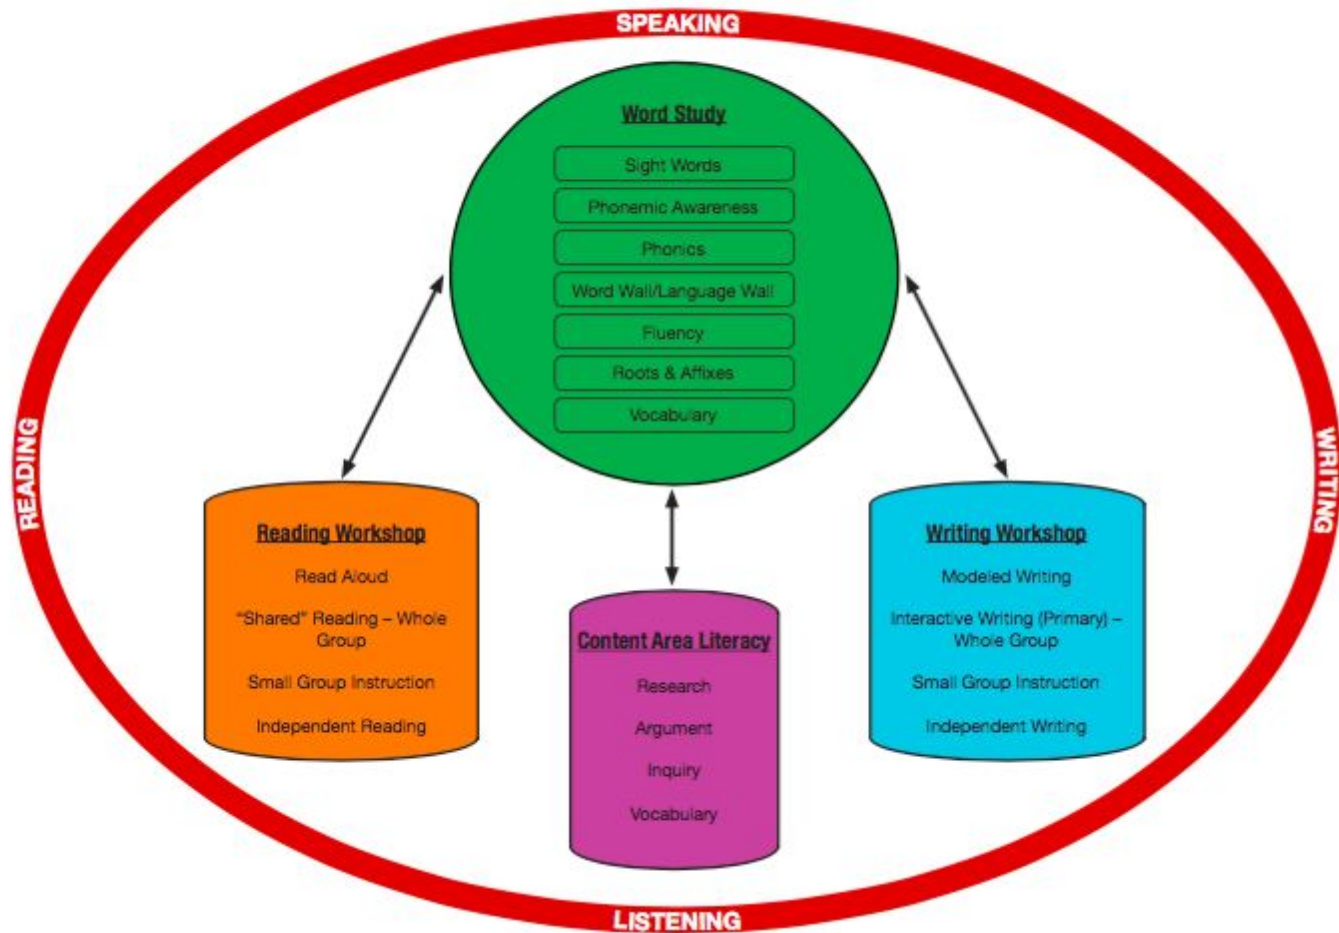 SPEAKING
Word Study
Sight Words
Phonemic Awareness
Phonics
Word Wall/Language Wall
Fluency
Roots & Affixes
Vocabulary
READING
WRITING
Reading Workshop
Read Aloud
“Shared” Reading – Whole
Group
Small Group Instruction
Independent Reading
Content Area Literacy
Research
Argument
Inquiry
Vocabulary
Writing Workshop
Modeled Writing
Interactive Writing (Primary) –
Whole Group
Small Group Instruction
Independent Writing
LISTENING